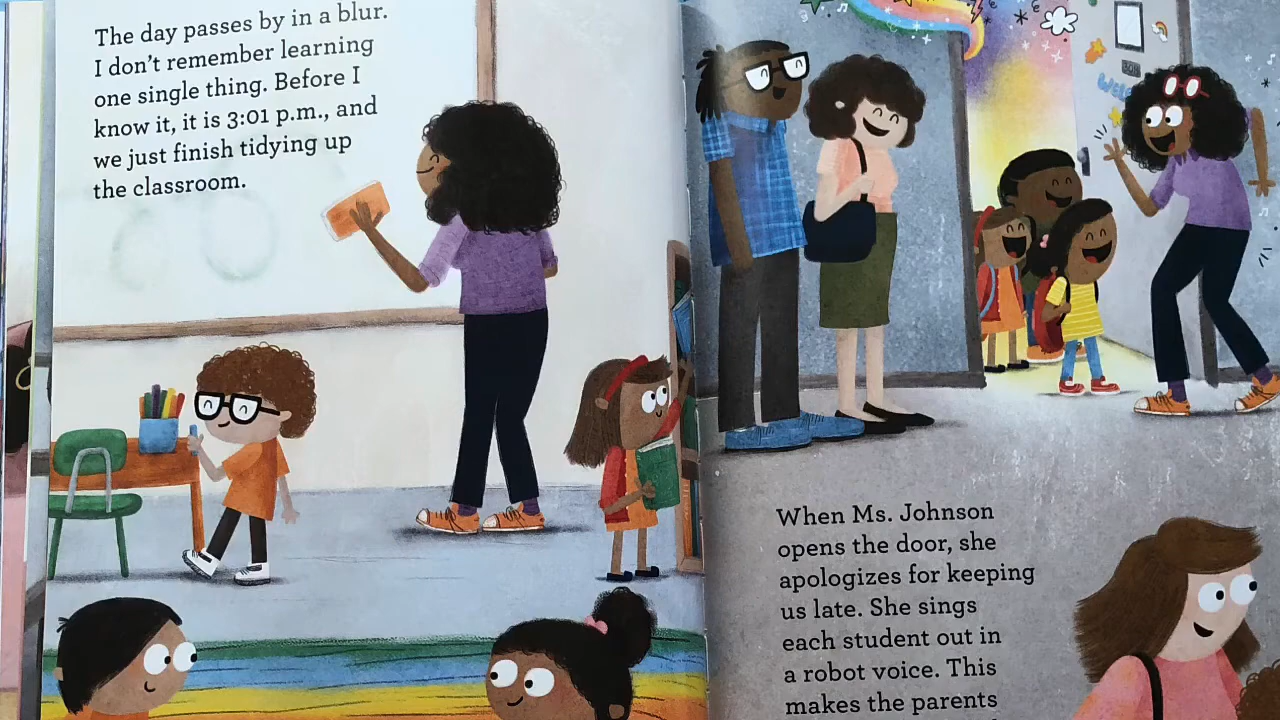 The day passes by in a blur.
I don't remember learning
one single thing. Before I
know it, it is 3:01 p.m., and
we just finish tidying up
the classroom.
When Ms. Johnson
opens the door, she
apologizes for keeping
us late. She sings
each student out in
a robot voice. This
makes the parents